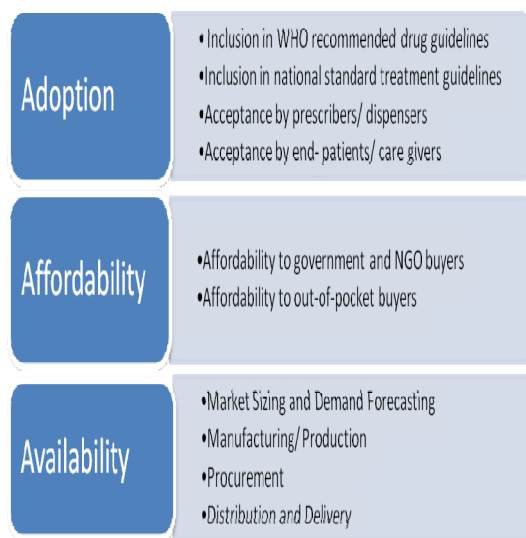 Adoption
•Inclusion in WHO recommended drug guidelines
•Inclusion in national standard treatment guidelines
•Acceptance by prescribers/ dispensers
•Acceptance by end- patients/ care givers
Affordability
•Affordability to government and NGO buyers
•Affordability to out-of-pocket buyers
Availability
•Market Sizing and Demand Forecasting
•Manufacturing/ Production
•Procurement
•Distribution and Delivery